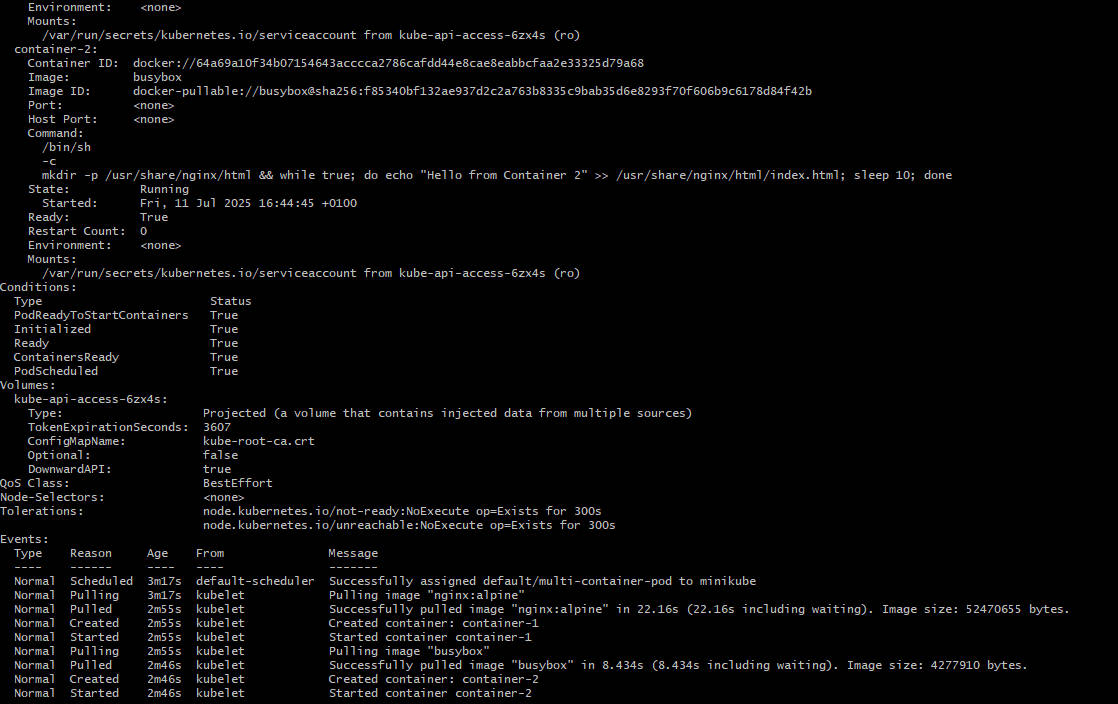 Environment:    <none>
Mounts:
/var/run/secrets/kubernetes.io/serviceaccount from kube-api-access-6zx4s (ro)
container-2:
Container ID:  docker://64a69a10f34b07154643acccca2786cafdd44e8cae8eabbcfaa2e33325d79a68
Image:         busybox
Image ID:      docker-pullable://busybox@sha256:f85340bf132ae937d2c2a763b8335c9bab35d6e8293f70f606b9c6178d84f42b
Port:          <none>
Host Port:     <none>
Command:
/bin/sh
-c
mkdir -p /usr/share/nginx/html && while true; do echo "Hello from Container 2" >> /usr/share/nginx/html/index.html; sleep 10; done
State:          Running
Started:      Fri, 11 Jul 2025 16:44:45 +0100
Ready:          True
Restart Count:  0
Environment:    <none>
Mounts:
/var/run/secrets/kubernetes.io/serviceaccount from kube-api-access-6zx4s (ro)
Conditions:
Type                        Status
PodReadyToStartContainers   True
Initialized                 True
Ready                       True
ContainersReady             True
PodScheduled                True
Volumes:
kube-api-access-6zx4s:
Type:                    Projected (a volume that contains injected data from multiple sources)
TokenExpirationSeconds:  3607
ConfigMapName:           kube-root-ca.crt
Optional:                false
DownwardAPI:             true
QoS Class:                   BestEffort
Node-Selectors:              <none>
Tolerations:                 node.kubernetes.io/not-ready:NoExecute op=Exists for 300s
node.kubernetes.io/unreachable:NoExecute op=Exists for 300s
Events:
Type    Reason     Age    From               Message
----    ------     ----   ----               -------
Normal  Scheduled  3m17s  default-scheduler  Successfully assigned default/multi-container-pod to minikube
Normal  Pulling    3m17s  kubelet            Pulling image "nginx:alpine"
Normal  Pulled     2m55s  kubelet            Successfully pulled image "nginx:alpine" in 22.16s (22.16s including waiting). Image size: 52470655 bytes.
Normal  Created    2m55s  kubelet            Created container: container-1
Normal  Started    2m55s  kubelet            Started container container-1
Normal  Pulling    2m55s  kubelet            Pulling image "busybox"
Normal  Pulled     2m46s  kubelet            Successfully pulled image "busybox" in 8.434s (8.434s including waiting). Image size: 4277910 bytes.
Normal  Created    2m46s  kubelet            Created container: container-2
Normal  Started    2m46s  kubelet            Started container container-2